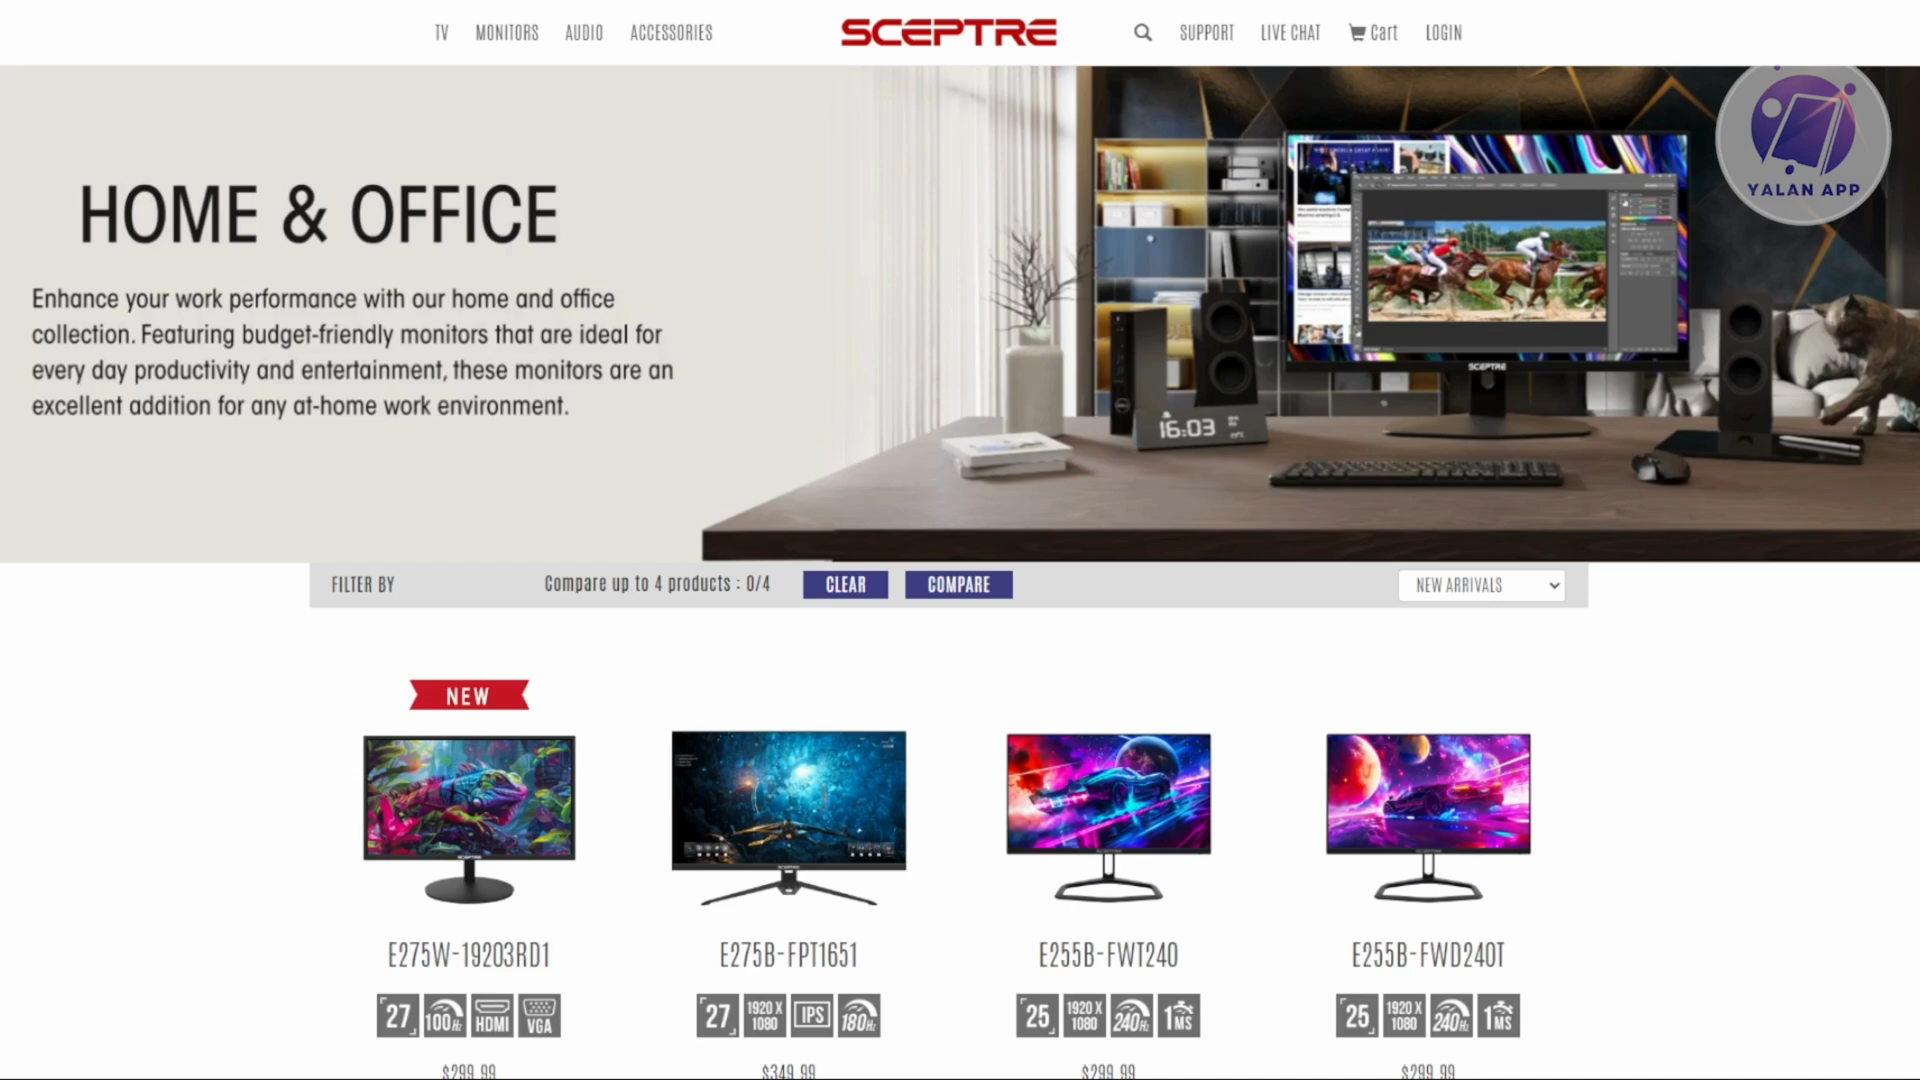 TV MONITORS AUDIO ACCESSORIES SCEPTRE SUPPORT LIVE CHAT Cart LOGIN
YALAN APP
HOME & OFFICE
Enhance your work performance with our home and office
collection. Featuring budget-friendly monitors that are ideal for
every day productivity and entertainment, these monitors are an
excellent addition for any at-home work environment.
SCEPTRE
16:03
FILTER BY Compare up to 4 products : 0/4 CLEAR COMPARE NEW ARRIVALS
NEW
E275W-19203RD1 E275B-FPT1651 E255B-FWT240 E255B-FWD240T
27 100Hz HDMI VGA 27 1920 X 1080 IPS 180Hz 25 1920 X 1080 240Hz 1MS 25 1920 X 1080 240Hz 1MS
$299.99 $349.99 $299.99 $299.99